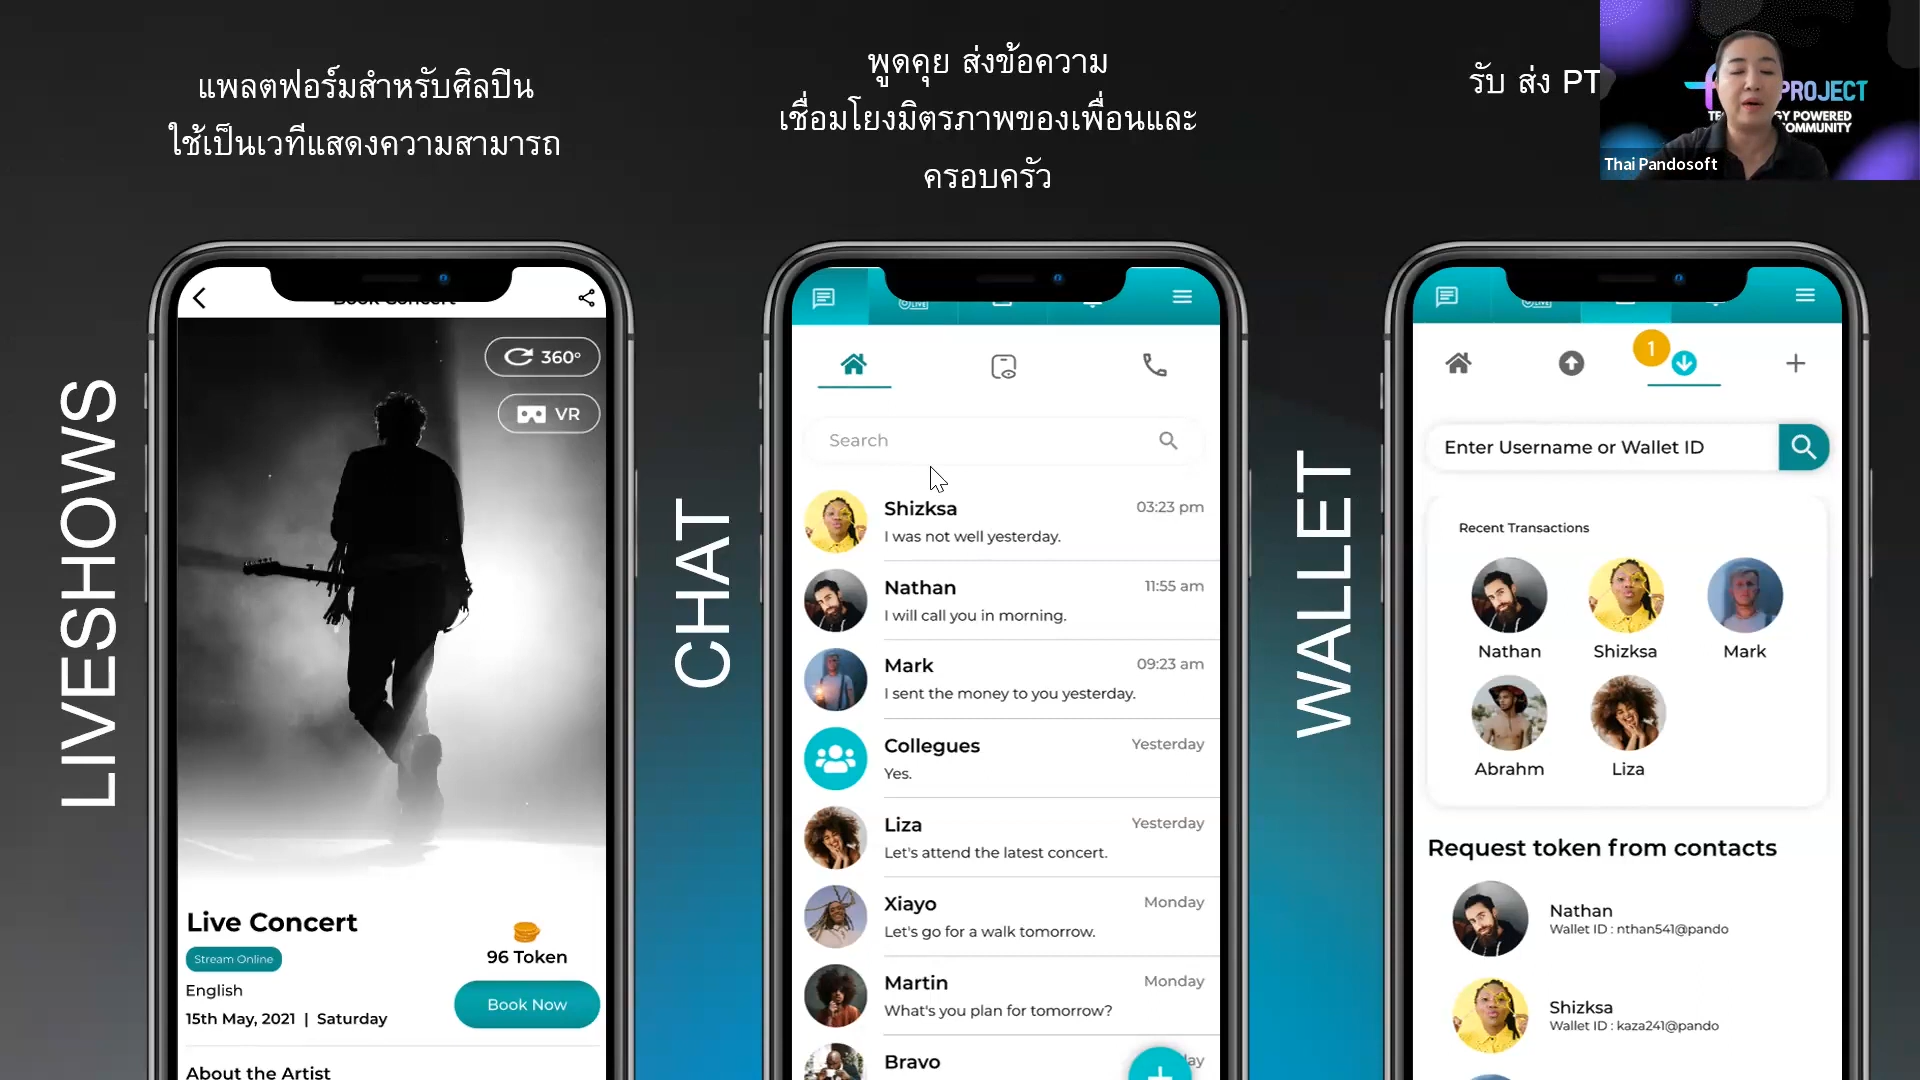 แพลตฟอร์มสำหรับศิลปิน
ใช้เป็นเวทีแสดงความสามารถ
พูดคุย ส่งข้อความ
เชื่อมโยงมิตรภาพของเพื่อนและ
ครอบครัว
รับ ส่ง PT
PROJECT
GY POWERED
COMMUNITY
Thai Pandosoft
LIVESHOWS
Book Concert
360°
VR
Live Concert
Stream Online
English
15th May, 2021 | Saturday
96 Token
Book Now
About the Artist
CHAT
Search
Shizksa
03:23 pm
I was not well yesterday.
Nathan
11:55 am
I will call you in morning.
Mark
09:23 am
I sent the money to you yesterday.
Collegues
Yesterday
Yes.
Liza
Yesterday
Let's attend the latest concert.
Xiayo
Monday
Let's go for a walk tomorrow.
Martin
Monday
What's you plan for tomorrow?
Bravo
WALLET
1
Enter Username or Wallet ID
Recent Transactions
Nathan
Shizksa
Mark
Abrahm
Liza
Request token from contacts
Nathan
Wallet ID : nthan541@pando
Shizksa
Wallet ID : kaza241@pando